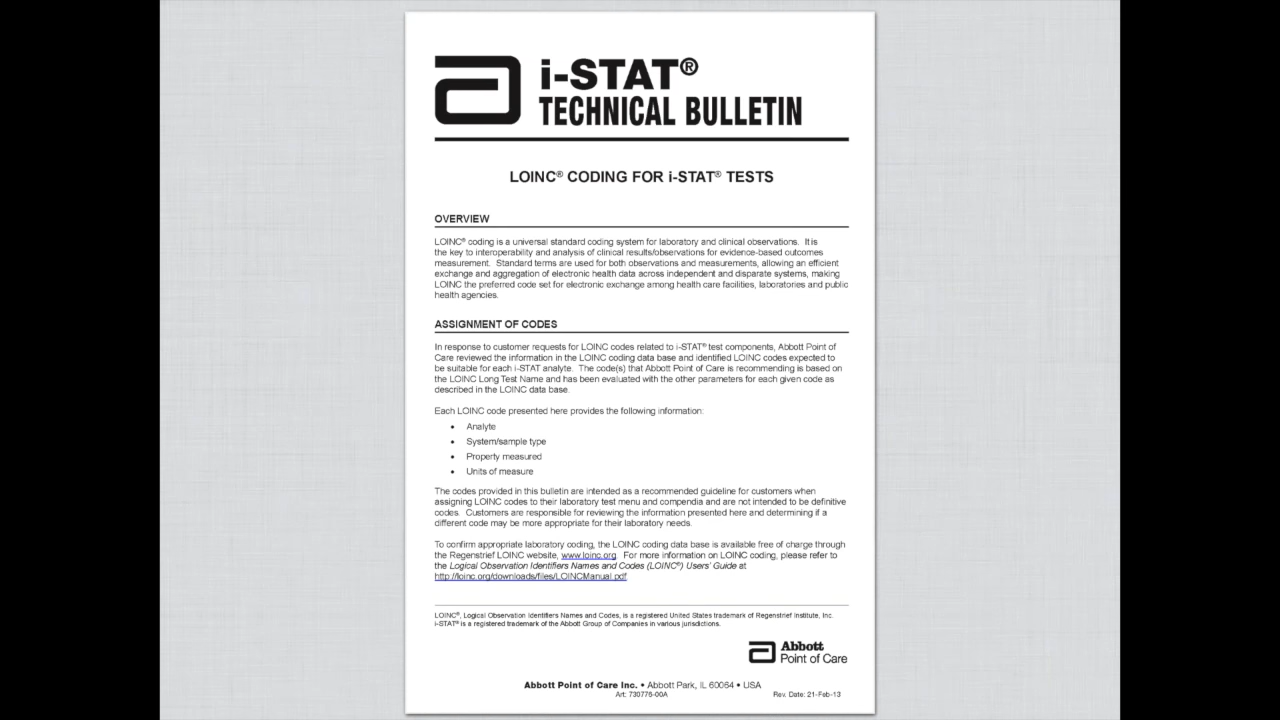 i-STAT®
TECHNICAL BULLETIN
LOINC® CODING FOR i-STAT® TESTS
OVERVIEW
LOINC® coding is a universal standard coding system for laboratory and clinical observations. It is
the key to interoperability and analysis of clinical results/observations for evidence-based outcomes
measurement. Standard terms are used for both observations and measurements, allowing an efficient
exchange and aggregation of electronic health data across independent and disparate systems, making
LOINC the preferred code set for electronic exchange among health care facilities, laboratories and public
health agencies.
ASSIGNMENT OF CODES
In response to customer requests for LOINC codes related to i-STAT® test components, Abbott Point of
Care reviewed the information in the LOINC coding data base and identified LOINC codes expected to
be suitable for each i-STAT analyte. The code(s) that Abbott Point of Care is recommending is based on
the LOINC Long Test Name and has been evaluated with the other parameters for each given code as
described in the LOINC data base.
Each LOINC code presented here provides the following information:
• Analyte
• System/sample type
• Property measured
• Units of measure
The codes provided in this bulletin are intended as a recommended guideline for customers when
assigning LOINC codes to their laboratory test menu and compendia and are not intended to be definitive
codes. Customers are responsible for reviewing the information presented here and determining if a
different code may be more appropriate for their laboratory needs.
To confirm appropriate laboratory coding, the LOINC coding data base is available free of charge through
the Regenstrief LOINC website, www.loinc.org. For more information on LOINC coding, please refer to
the Logical Observation Identifiers Names and Codes (LOINC®) Users' Guide at
http://loinc.org/downloads/files/LOINCManual.pdf
LOINC®, Logical Observation Identifiers Names and Codes, is a registered United States trademark of Regenstrief Institute, Inc.
i-STAT® is a registered trademark of the Abbott Group of Companies in various jurisdictions.
Abbott
Point of Care
Abbott Point of Care Inc. • Abbott Park, IL 60064 • USA
Art: 730776-00A
Rev. Date: 21-Feb-13